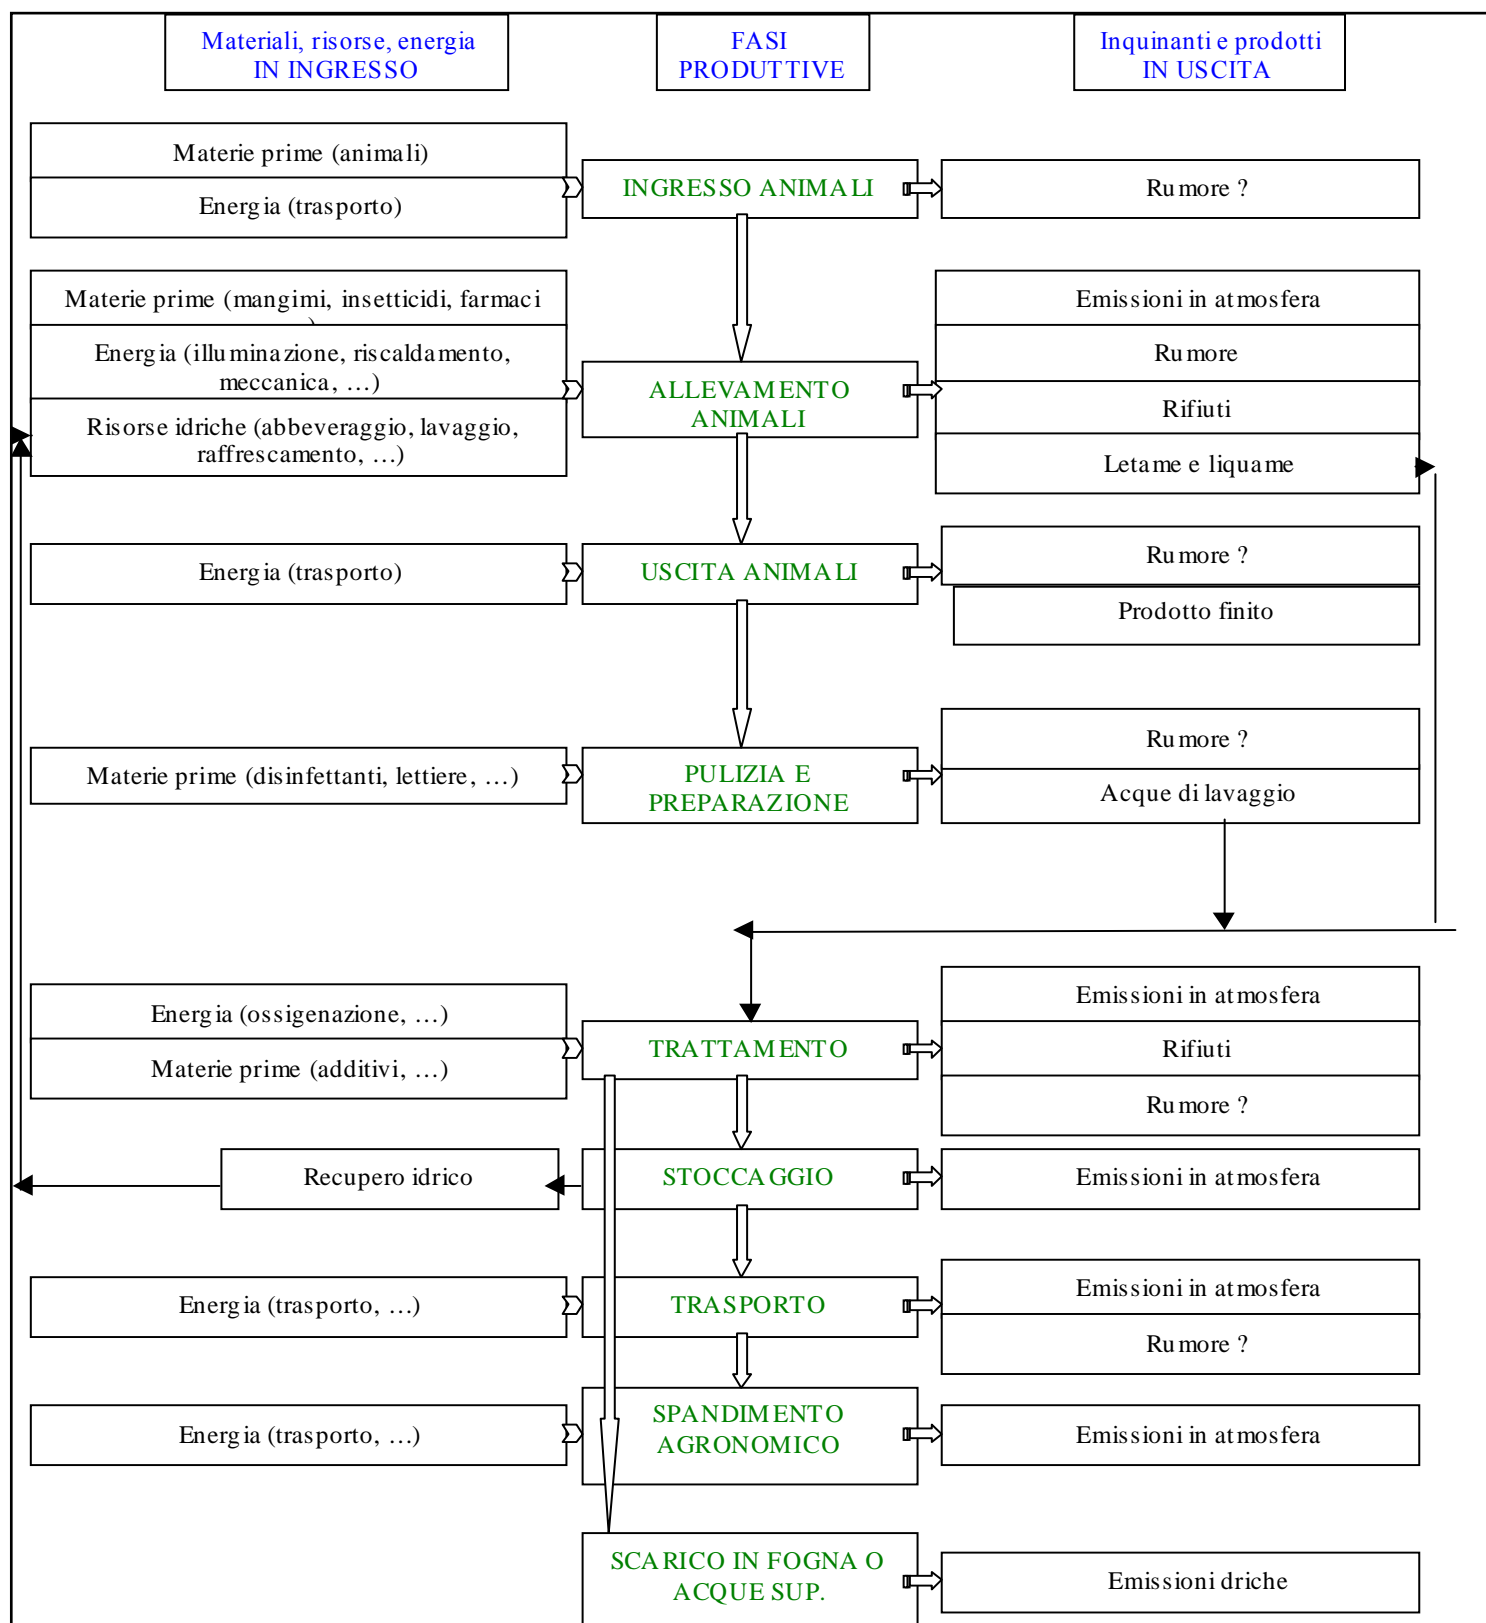 Materiali, risorse, energia
IN INGRESSO
FASI
PRODUTTIVE
Inquinanti e prodotti
IN USCITA
Materie prime (animali)
Energia (trasporto)
INGRESSO ANIMALI
Rumore ?
Materie prime (mangimi, insetticidi, farmaci
Energia (illuminazione, riscaldamento,
meccanica, …)
Risorse idriche (abbeveraggio, lavaggio,
raffrescamento, …)
ALLEVAMENTO
ANIMALI
Emissioni in atmosfera
Rumore
Rifiuti
Letame e liquame
Energia (trasporto)
USCITA ANIMALI
Rumore ?
Prodotto finito
Materie prime (disinfettanti, lettiere, …)
PULIZIA E
PREPARAZIONE
Rumore ?
Acque di lavaggio
Energia (ossigenazione, …)
Materie prime (additivi, …)
TRATTAMENTO
Emissioni in atmosfera
Rifiuti
Rumore ?
Recupero idrico
STOCCAGGIO
Emissioni in atmosfera
Energia (trasporto, …)
TRASPORTO
Emissioni in atmosfera
Rumore ?
Energia (trasporto, …)
SPANDIMENTO
AGRONOMICO
Emissioni in atmosfera
SCARICO IN FOGNA O
ACQUE SUP.
Emissioni driche